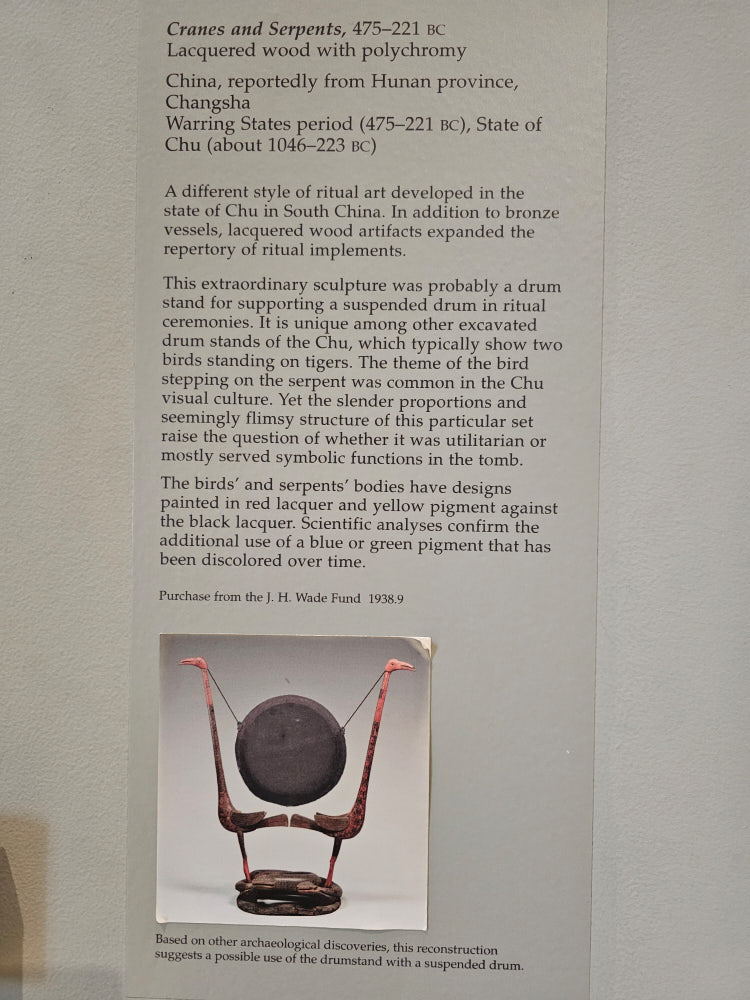 Cranes and Serpents, 475–221 BC
Lacquered wood with polychromy
China, reportedly from Hunan province,
Changsha
Warring States period (475–221 BC), State of
Chu (about 1046–223 BC)
A different style of ritual art developed in the
state of Chu in South China. In addition to bronze
vessels, lacquered wood artifacts expanded the
repertory of ritual implements.
This extraordinary sculpture was probably a drum
stand for supporting a suspended drum in ritual
ceremonies. It is unique among other excavated
drum stands of the Chu, which typically show two
birds standing on tigers. The theme of the bird
stepping on the serpent was common in the Chu
visual culture. Yet the slender proportions and
seemingly flimsy structure of this particular set
raise the question of whether it was utilitarian or
mostly served symbolic functions in the tomb.
The birds’ and serpents’ bodies have designs
painted in red lacquer and yellow pigment against
the black lacquer. Scientific analyses confirm the
additional use of a blue or green pigment that has
been discolored over time.
Purchase from the J. H. Wade Fund 1938.9
Based on other archaeological discoveries, this reconstruction
suggests a possible use of the drumstand with a suspended drum.